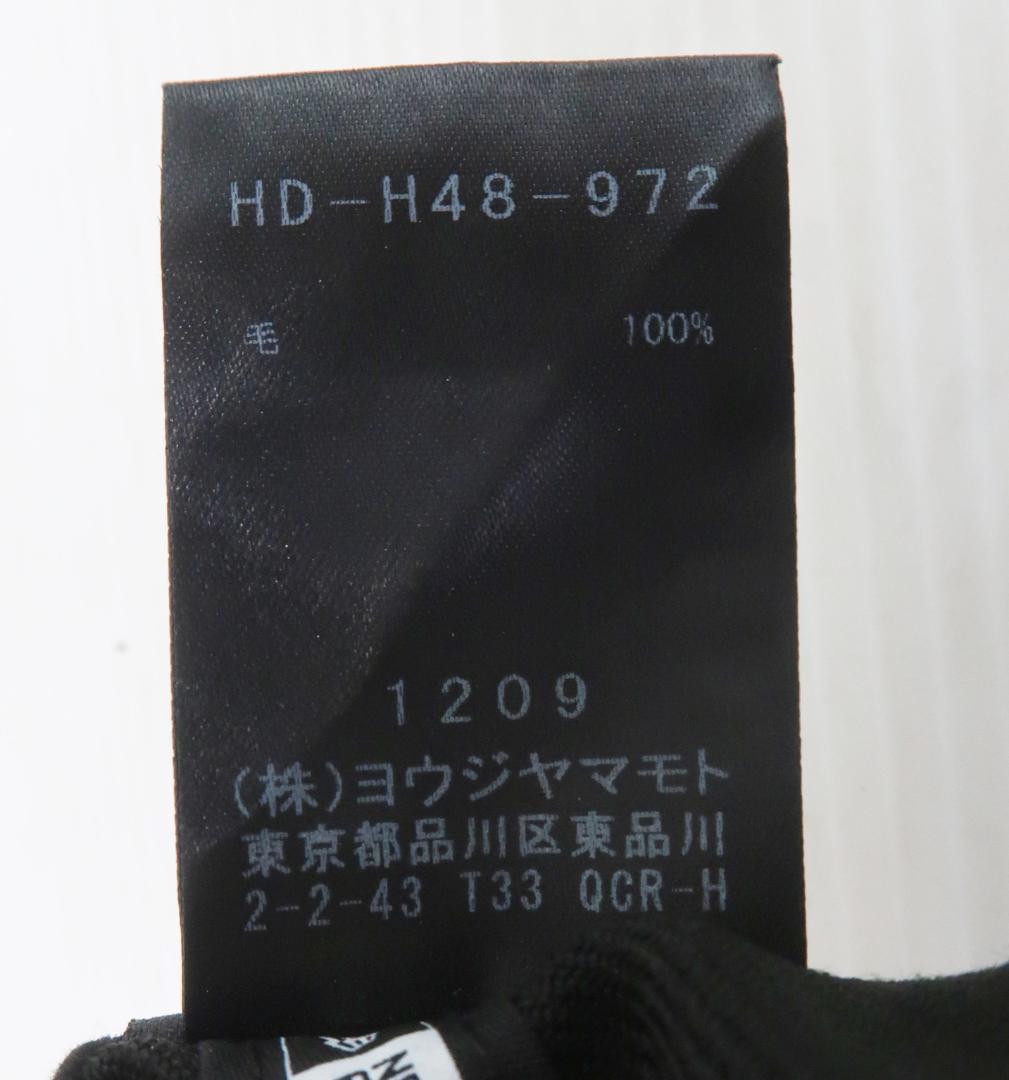 HD-H48-972
毛 100%
1209
(株)ヨウジヤマモト
東京都品川区東品川
2-2-43 T33 QCR-H